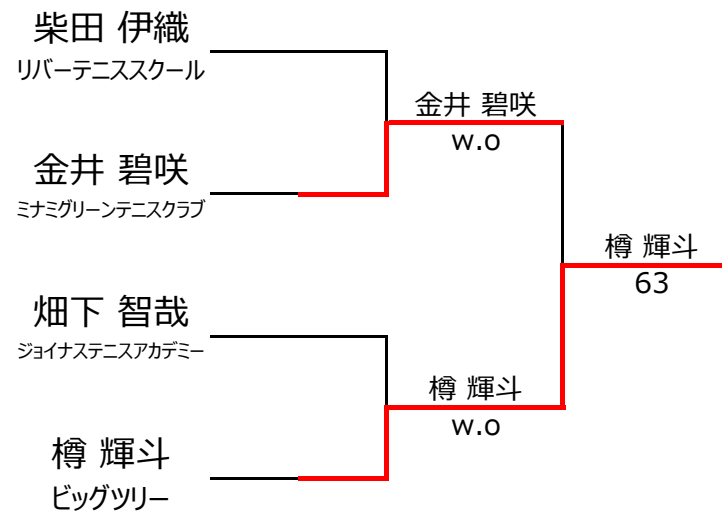 柴田 伊織
リバーテニススクール
金井 碧咲
w.o
金井 碧咲
ミナミグリーンテニスクラブ
樽 輝斗
63
畑下 智哉
ジョイナステニスアカデミー
樽 輝斗
w.o
樽 輝斗
ビッグツリー